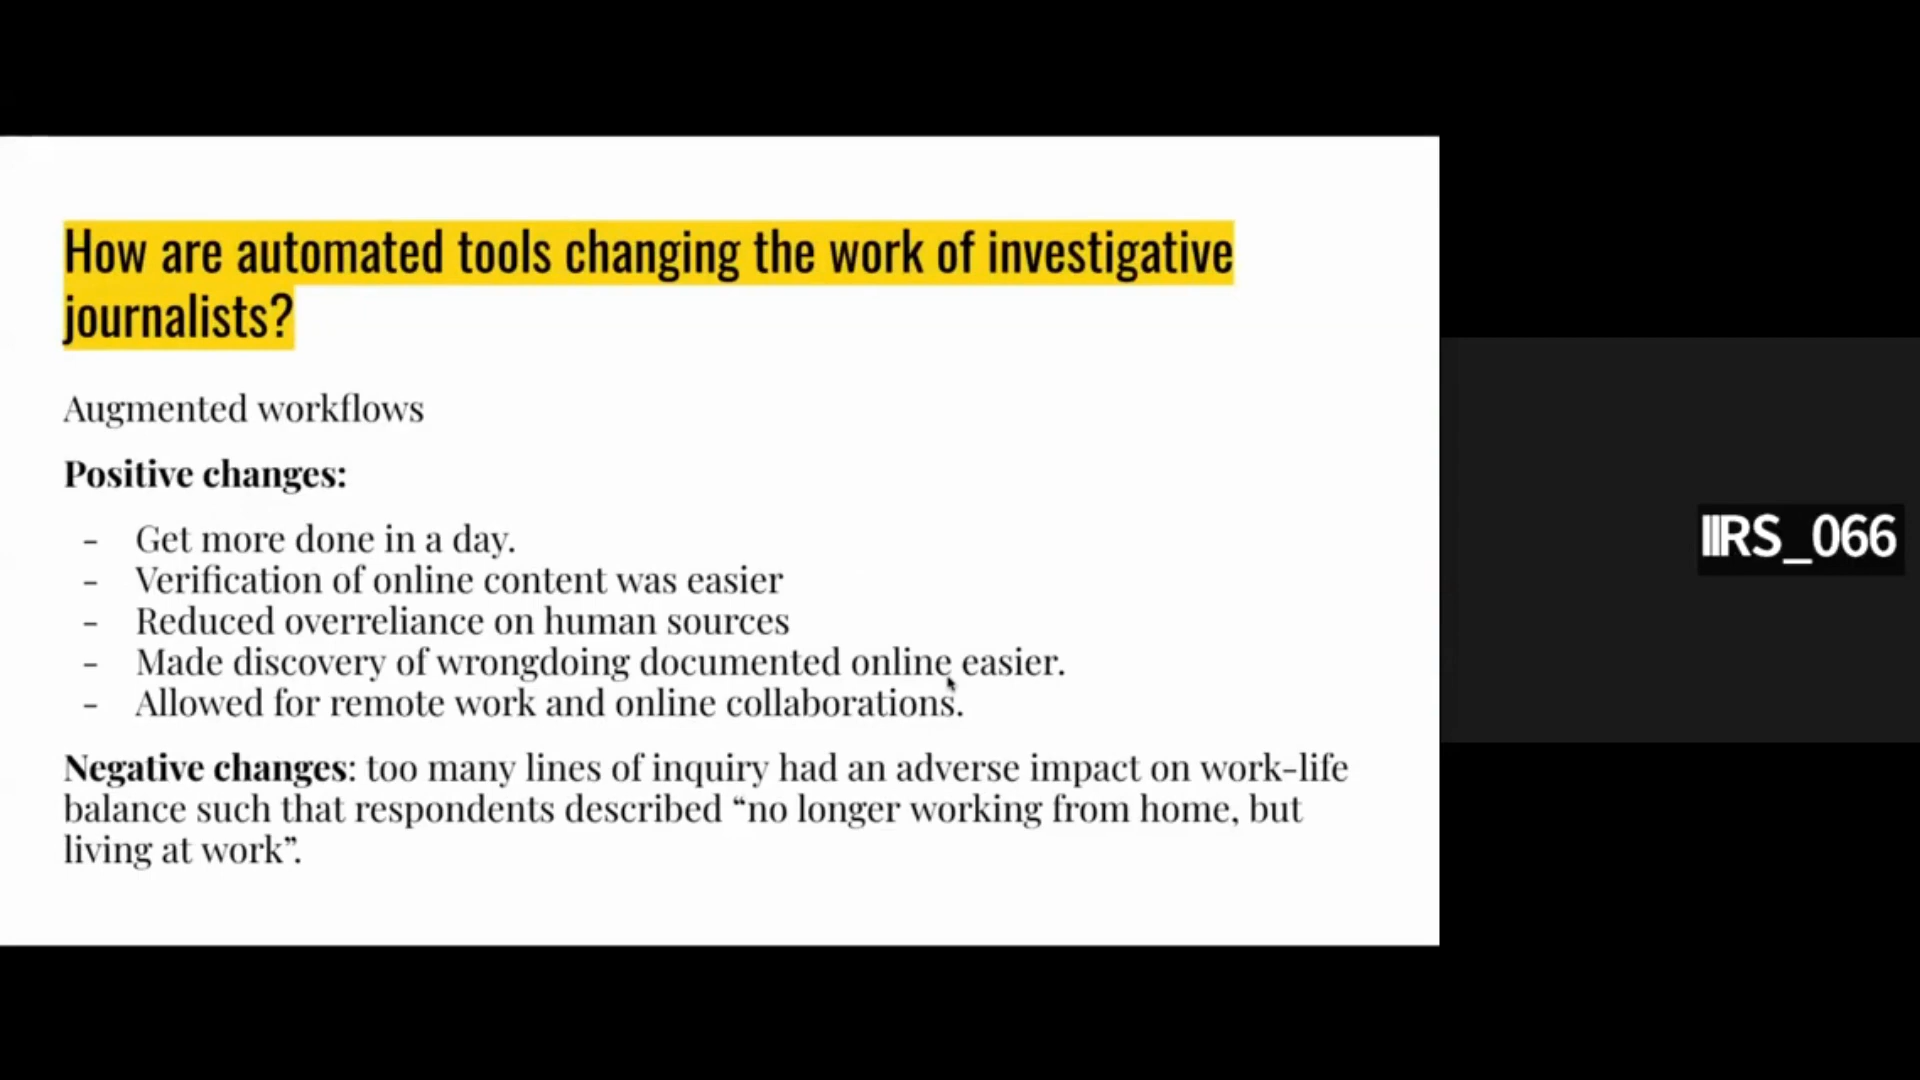 How are automated tools changing the work of investigative
journalists?
Augmented workflows
Positive changes:
- Get more done in a day.
- Verification of online content was easier
- Reduced overreliance on human sources
- Made discovery of wrongdoing documented online easier.
- Allowed for remote work and online collaborations.
Negative changes: too many lines of inquiry had an adverse impact on work-life
balance such that respondents described “no longer working from home, but
living at work”.
RS_066